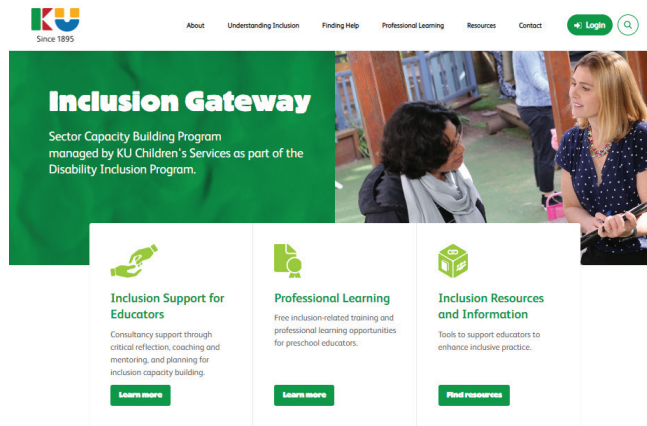 KU
Since 1895
About
Understanding Inclusion
Finding Help
Professional Learning
Resources
Contact
Login
Inclusion Gateway
Sector Capacity Building Program
managed by KU Children's Services as part of the
Disability Inclusion Program.
Inclusion Support for
Educators
Consultancy support through
critical reflection, coaching and
mentoring, and planning for
inclusion capacity building.
Learn more
Professional Learning
Free inclusion-related training and
professional learning opportunities
for preschool educators.
Learn more
Inclusion Resources
and Information
Tools to support educators to
enhance inclusive practice.
Find resources